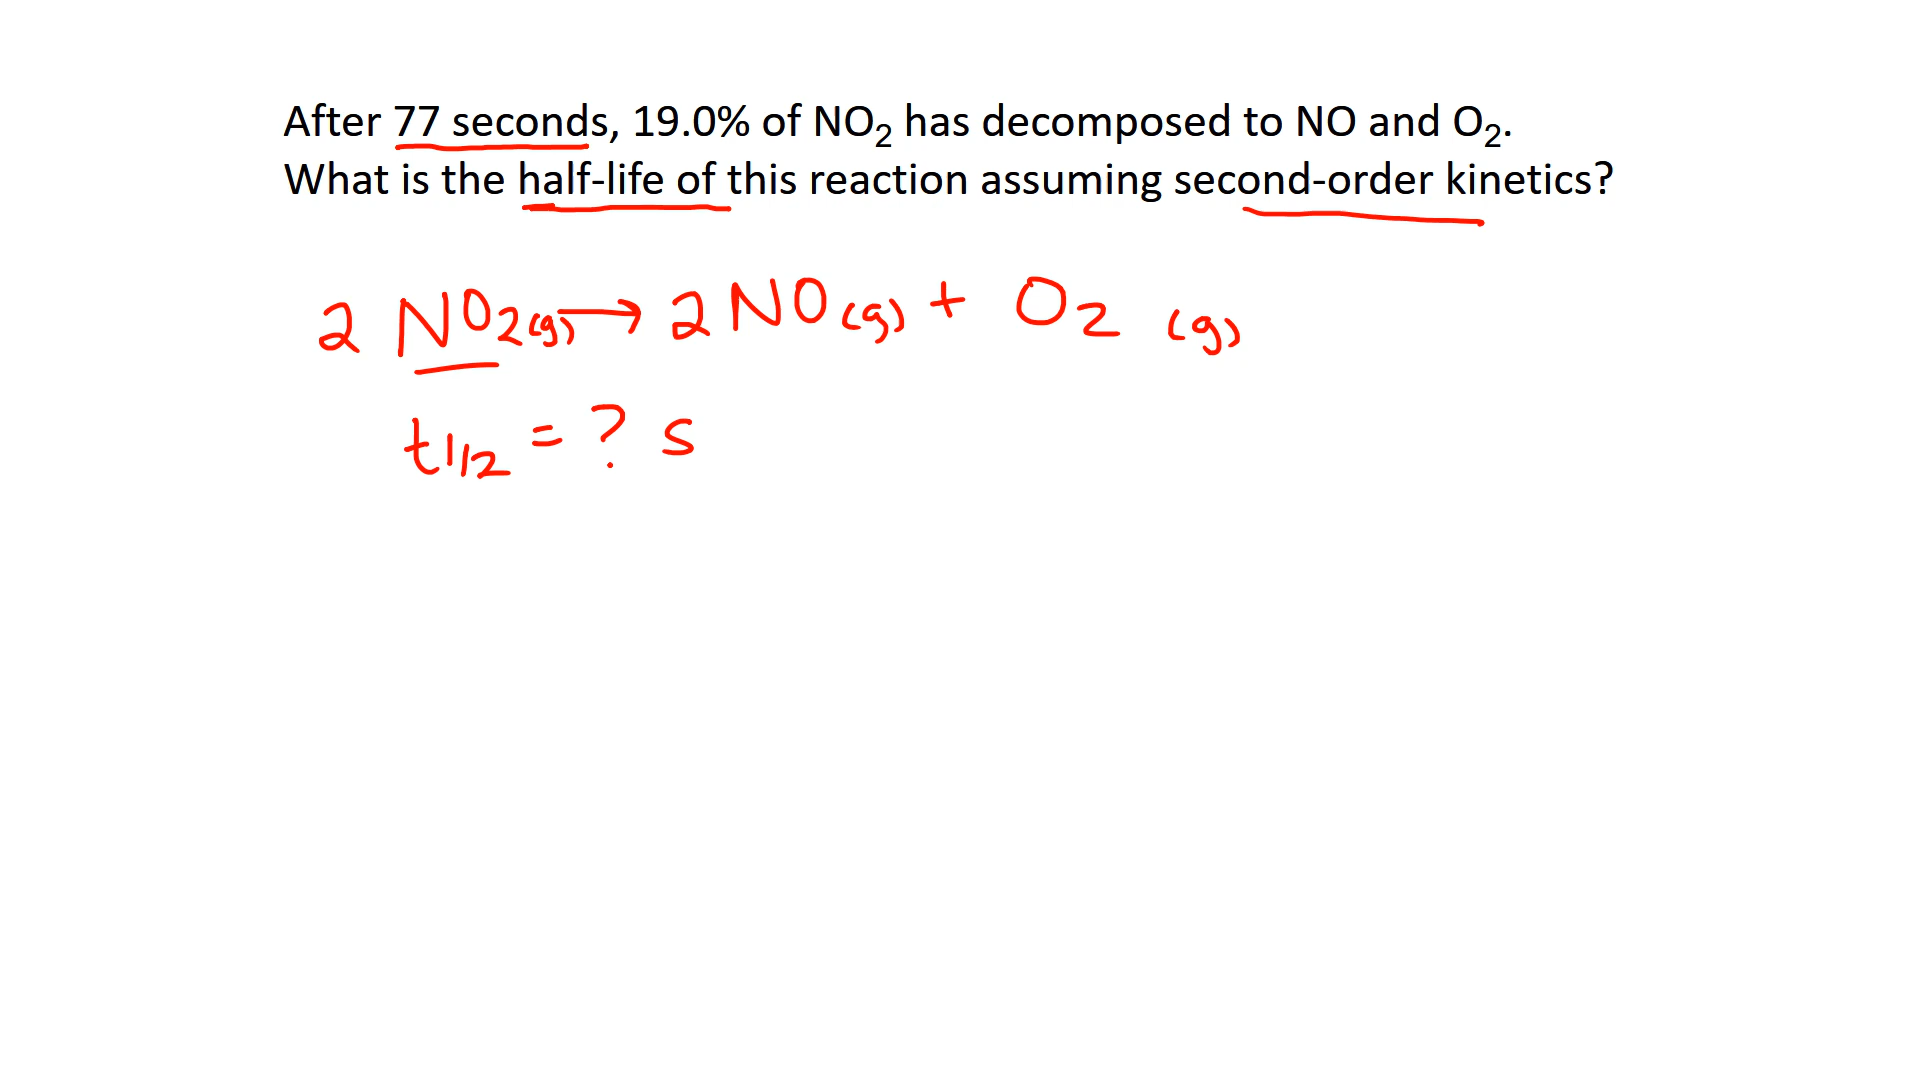 After 77 seconds, 19.0% of NO₂ has decomposed to NO and O₂.
What is the half-life of this reaction assuming second-order kinetics?
2 NO₂(g) → 2 NO(g) + O₂ (g)
t1/2 = ? s